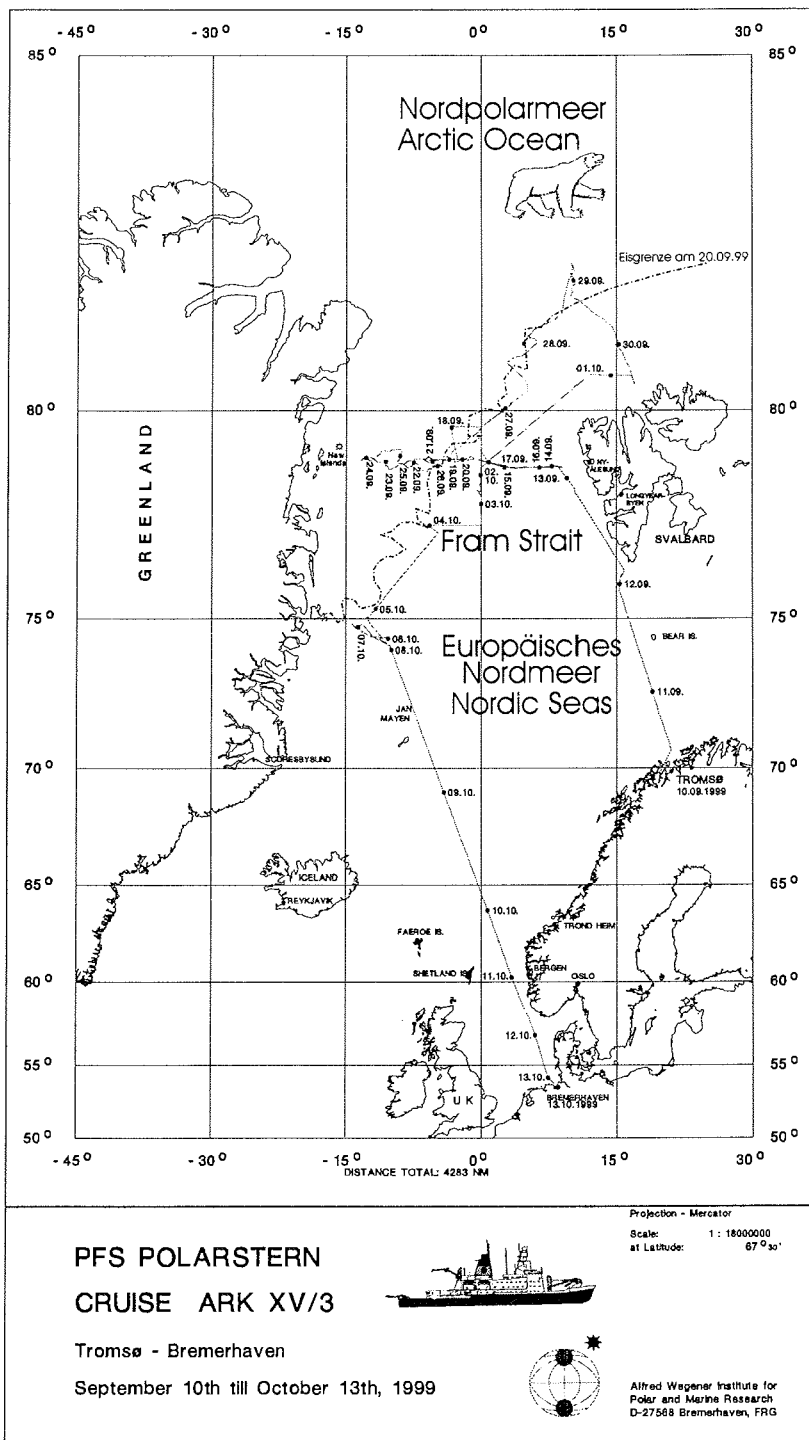 - 45 °
- 30 °
- 15 °
0 °
15 °
30 °
85 °
85 °
Nordpolarmeer
Arctic Ocean
Eisgrenze am 20.09.99
29.09.
28.09.
30.09.
01.10.
80 °
80 °
18.09.
27.09.
21.09.
17.09.
16.09.
14.09.
24.09.
23.09.
25.09.
22.09.
26.09.
19.09.
20.09.
02.
10.
15.09.
13.09.
NY-
ALESUND
LONGYEAR-
BYEN
03.10.
04.10.
GREENLAND
Fram Strait
SVALBARD
12.09.
05.10.
75 °
75 °
07.10.
06.10.
08.10.
Europäisches
Nordmeer
Nordic Seas
BEAR IS.
11.09.
JAN
MAYEN
SCORESBYSUND
70 °
70 °
TROMSØ
10.09.1999
09.10.
65 °
65 °
ICELAND
REYKJAVIK
10.10.
FAEROE IS.
TROND HEIM
SHETLAND IS.
11.10.
BERGEN
OSLO
60 °
60 °
12.10.
55 °
55 °
13.10.
UK
BREMERHAVEN
13.10.1999
50 °
50 °
- 45 °
- 30 °
- 15 °
0 °
15 °
30 °
DISTANCE TOTAL: 4283 NM
Projection - Mercator
Scale: 1 : 18000000
at Latitude: 67 ° 30'
PFS POLARSTERN
CRUISE ARK XV/3
Tromsø - Bremerhaven
September 10th till October 13th, 1999
Alfred Wegener Institute for
Polar and Marine Research
D-27568 Bremerhaven, FRG